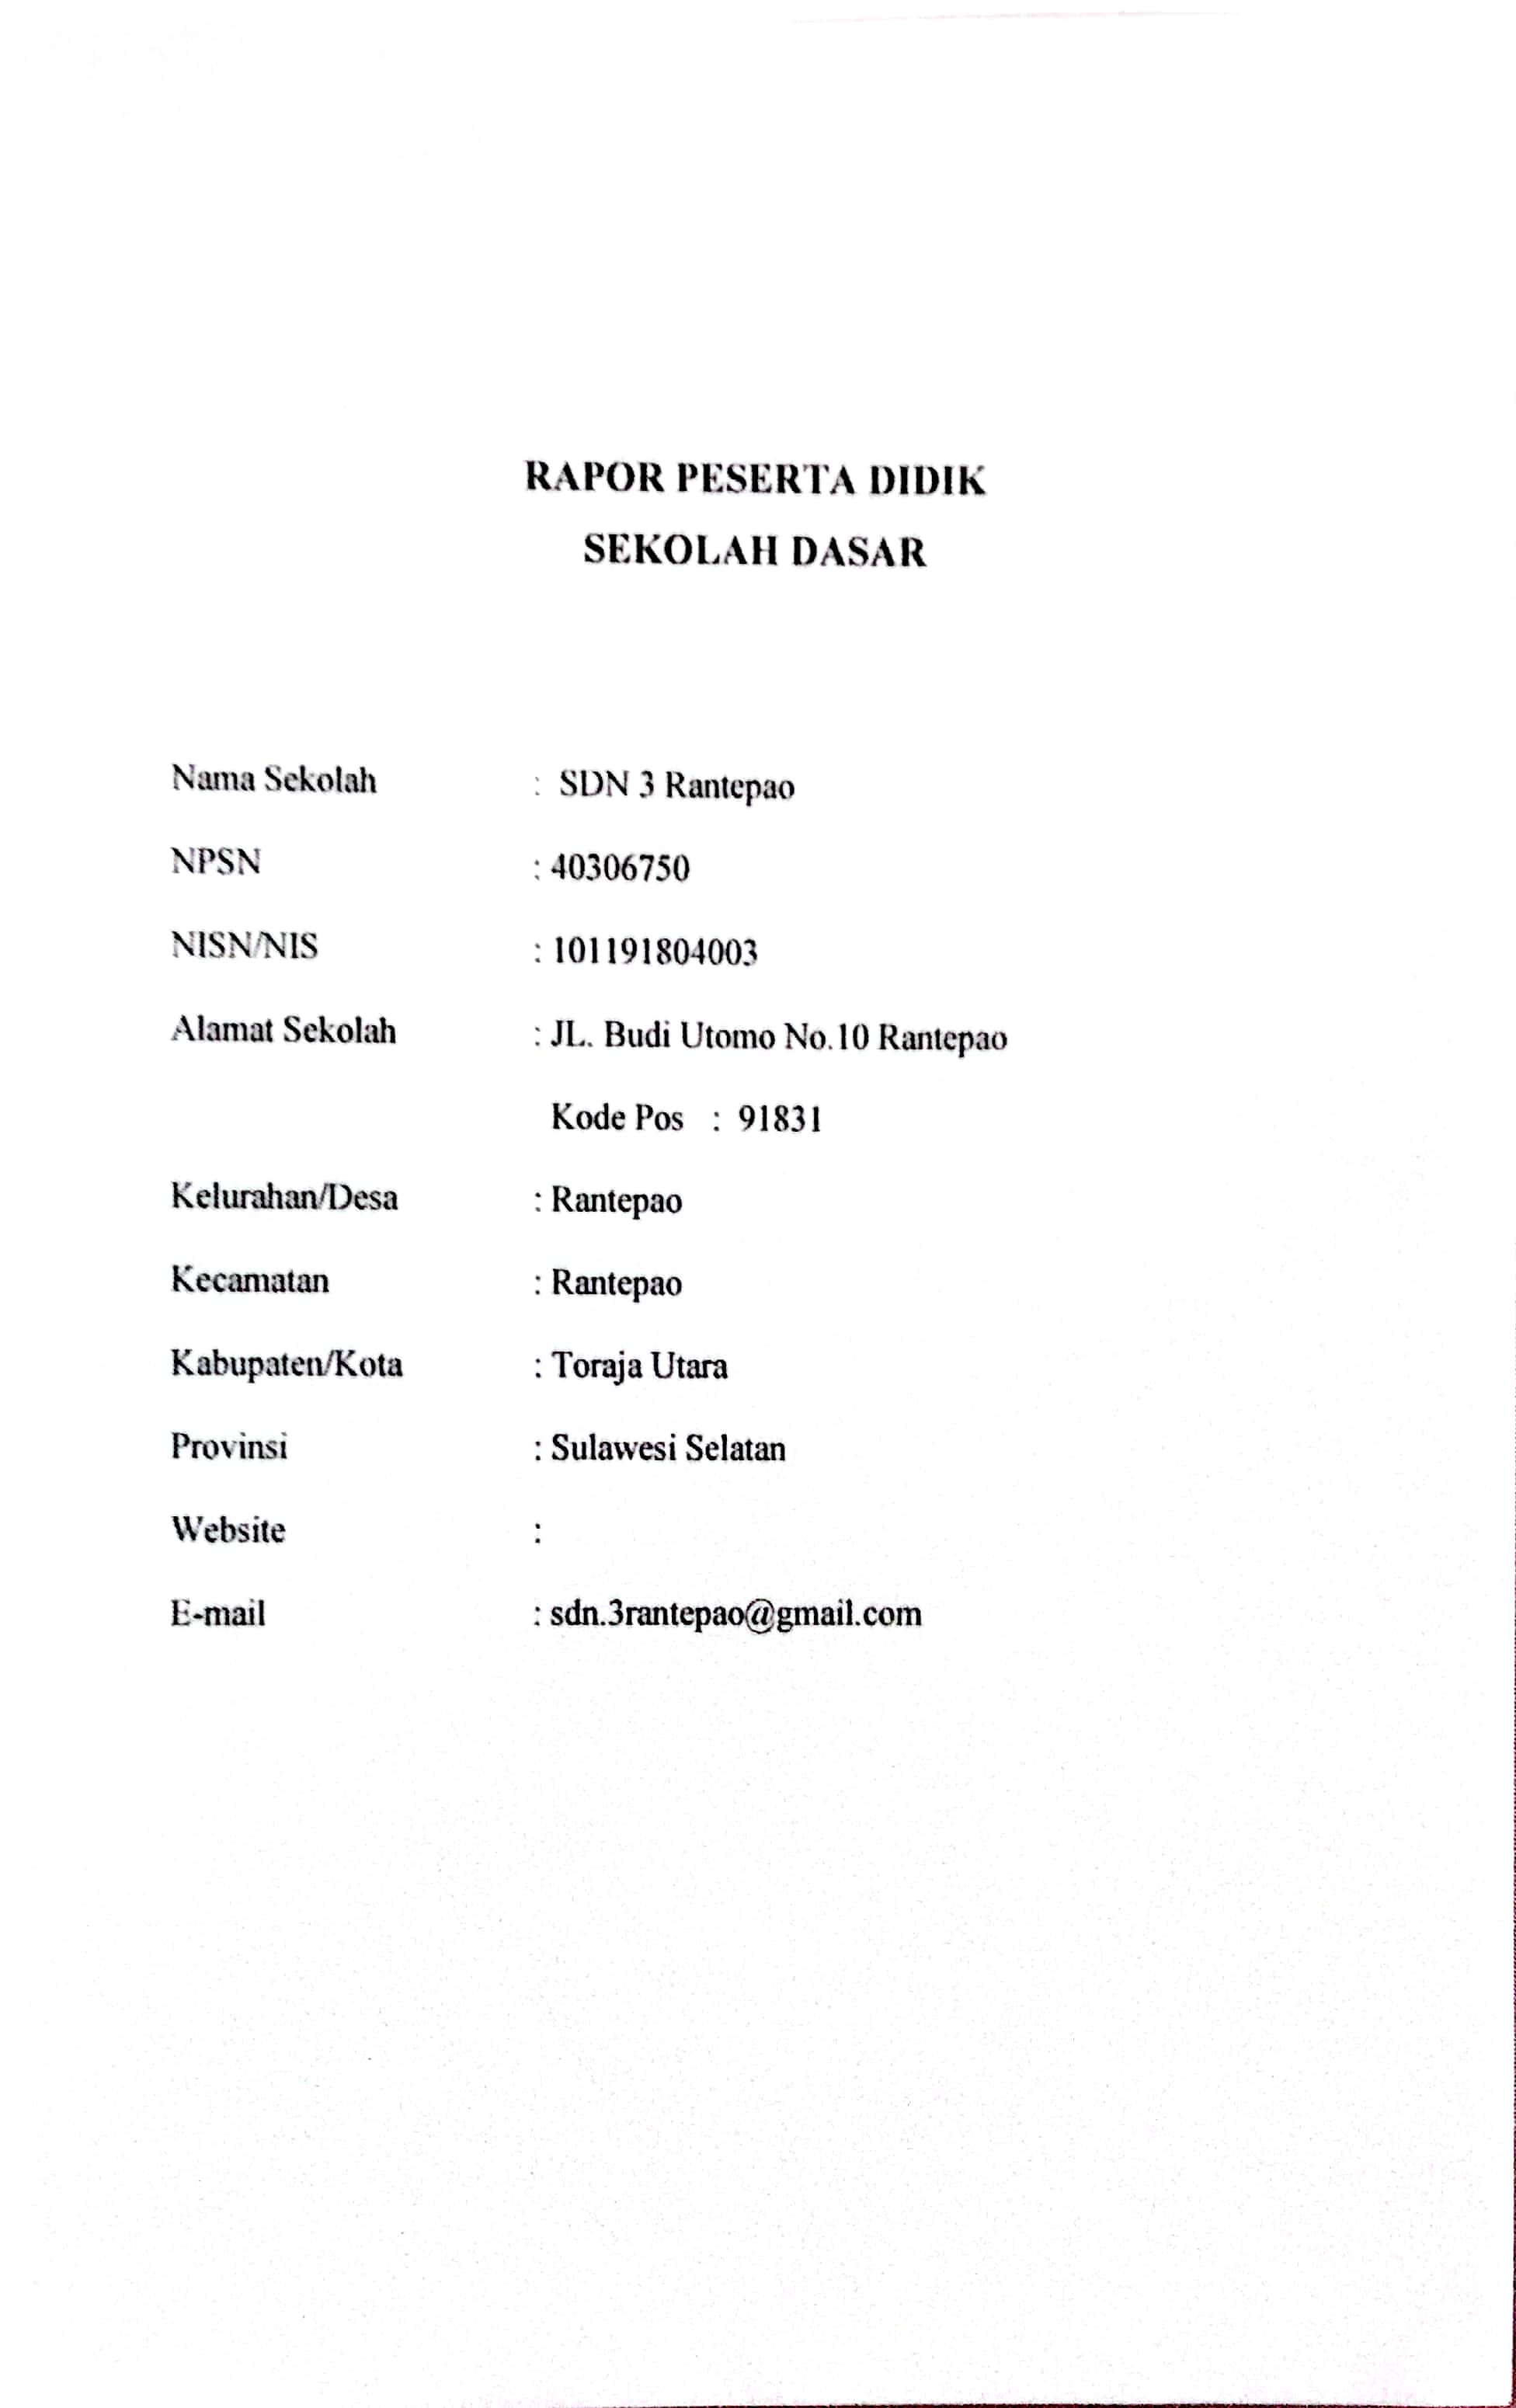 RAPOR PESERTA DIDIK
SEKOLAH DASAR
Nama Sekolah : SDN 3 Rantepao
NPSN : 40306750
NISN/NIS : 101191804003
Alamat Sekolah : JL. Budi Utomo No.10 Rantepao
Kode Pos : 91831
Kelurahan/Desa : Rantepao
Kecamatan : Rantepao
Kabupaten/Kota : Toraja Utara
Provinsi : Sulawesi Selatan
Website :
E-mail : sdn.3rantepao@gmail.com